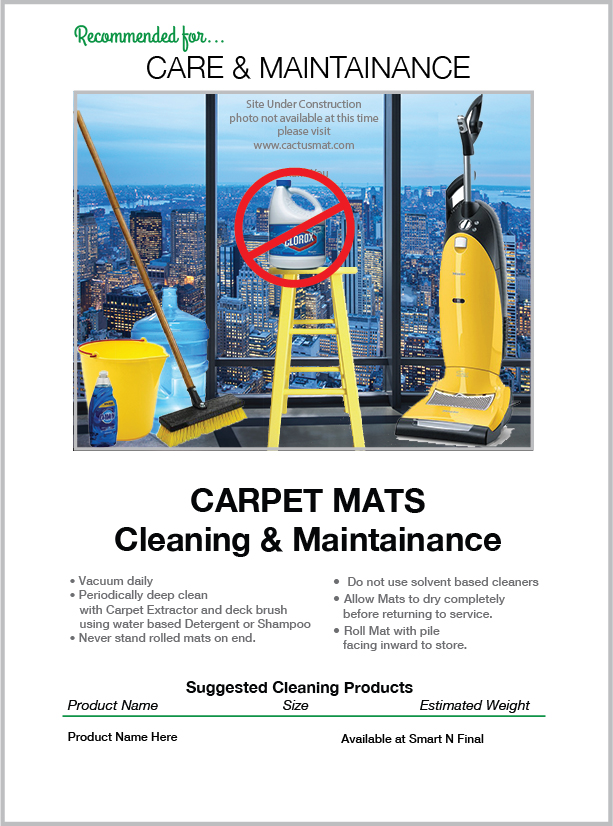 Recommended for...
CARE & MAINTAINANCE
Site Under Construction
photo not available at this time
please visit
www.cactusmat.com
You
CLOROX
CARPET MATS
Cleaning & Maintainance
• Vacuum daily
• Periodically deep clean
with Carpet Extractor and deck brush
using water based Detergent or Shampoo
• Never stand rolled mats on end.
• Do not use solvent based cleaners
• Allow Mats to dry completely
before returning to service.
• Roll Mat with pile
facing inward to store.
Suggested Cleaning Products
Product Name Size Estimated Weight
Product Name Here Available at Smart N Final